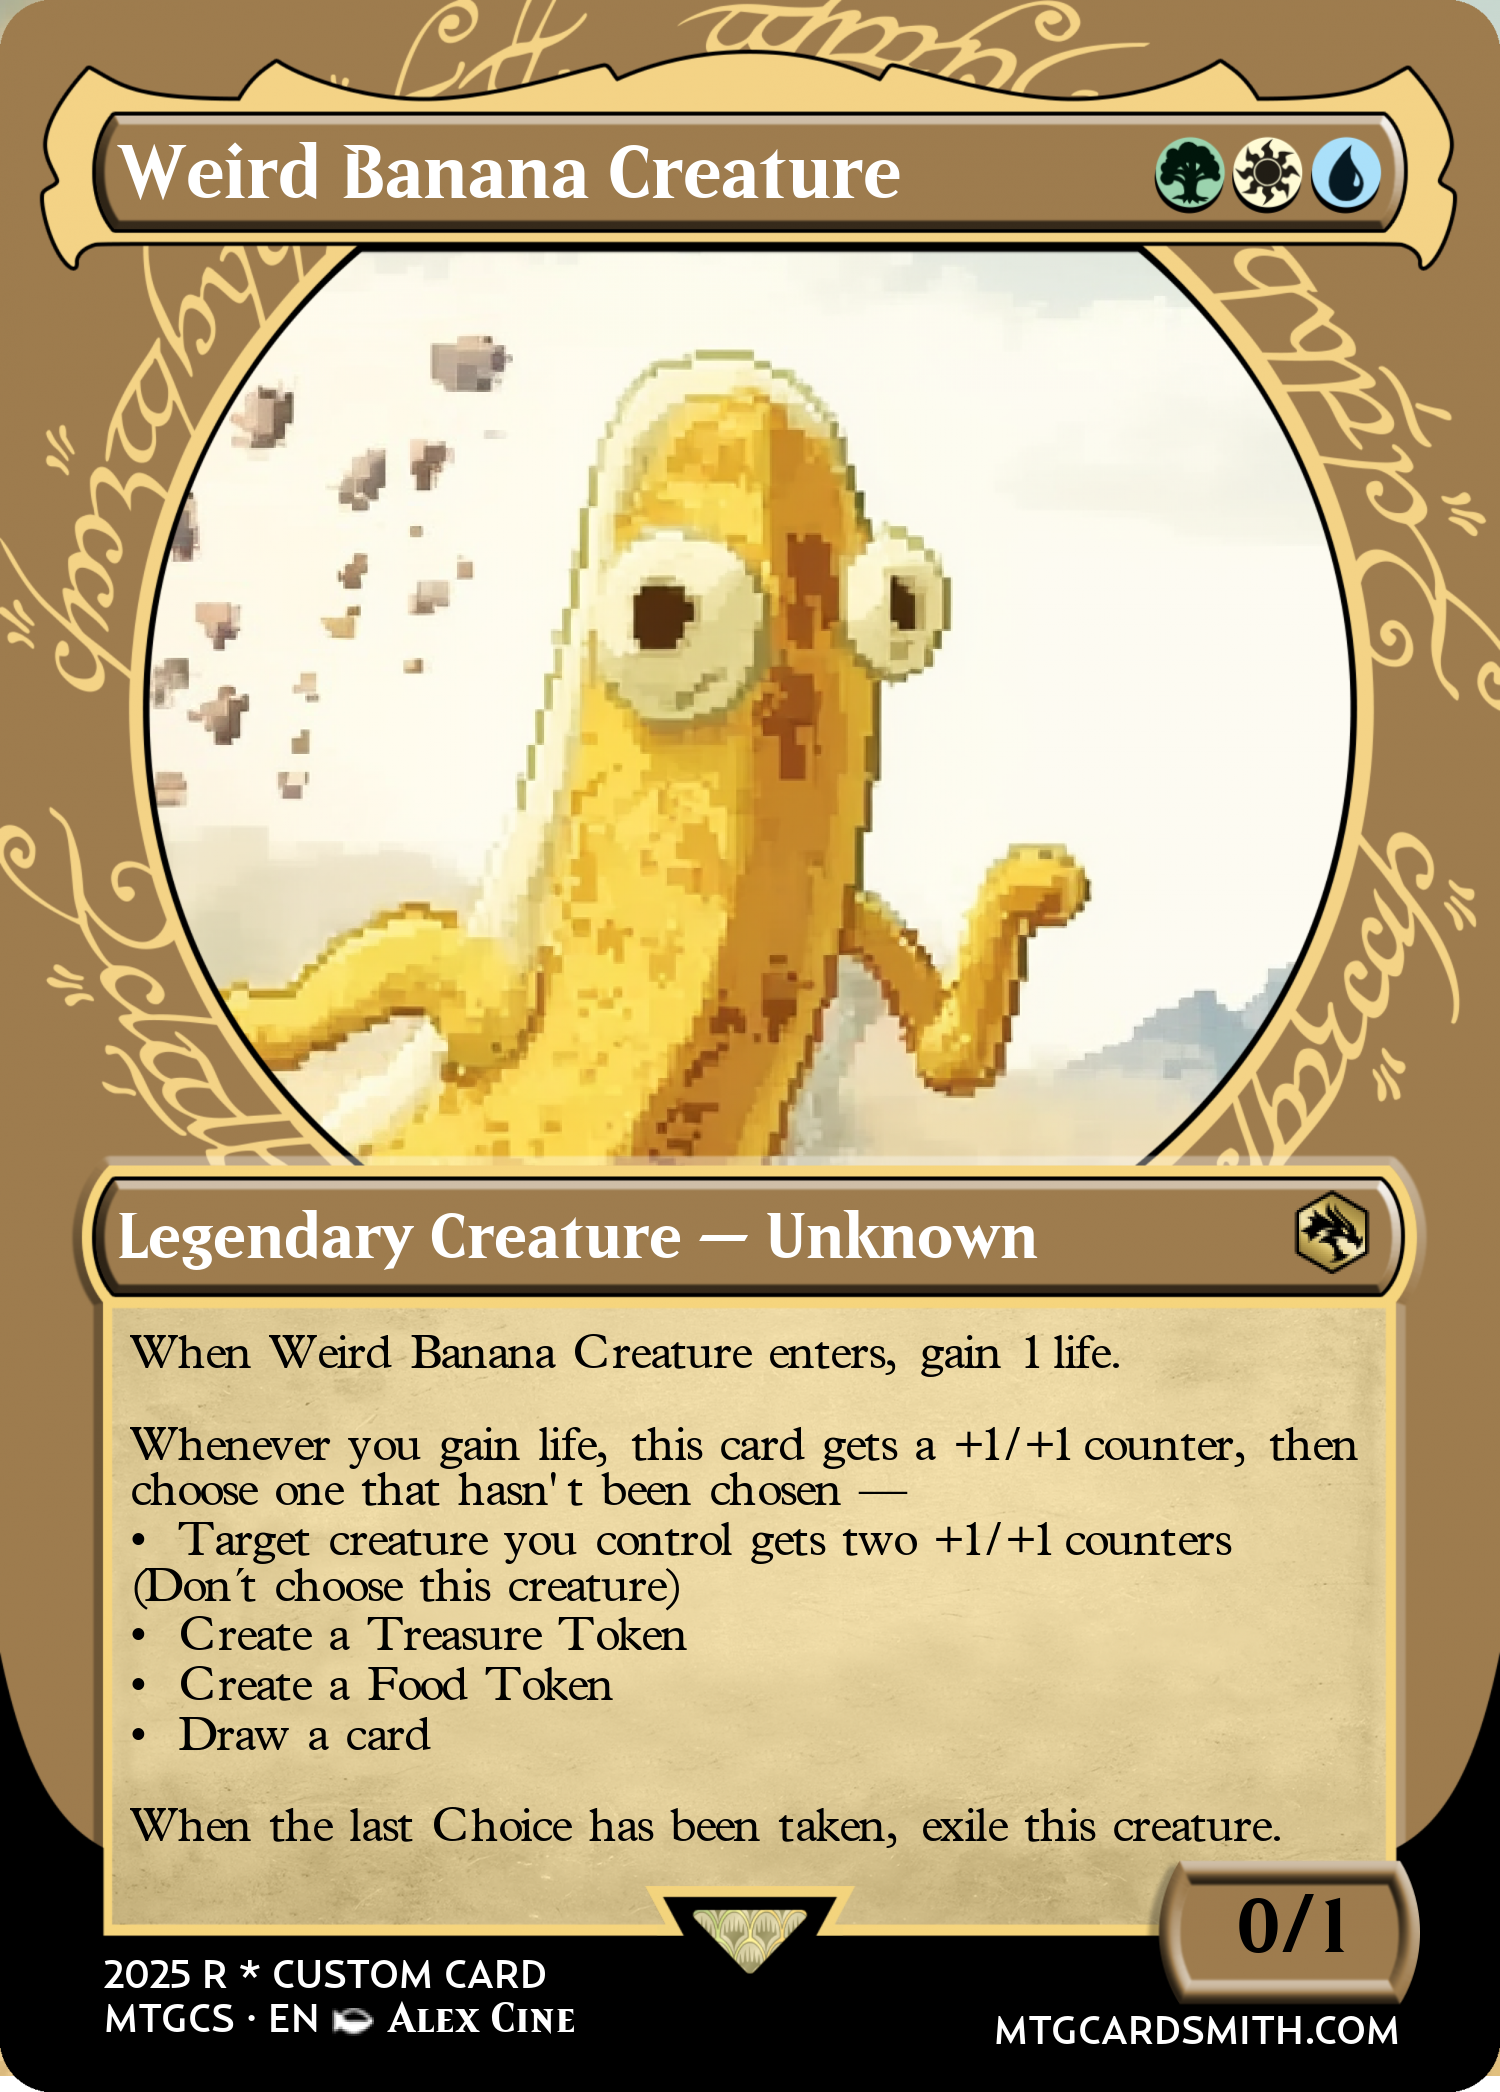 Weird Banana Creature
Legendary Creature — Unknown
When Weird Banana Creature enters, gain 1 life.
Whenever you gain life, this card gets a +1/+1 counter, then
choose one that hasn't been chosen —
• Target creature you control gets two +1/+1 counters
(Don´t choose this creature)
• Create a Treasure Token
• Create a Food Token
• Draw a card
When the last Choice has been taken, exile this creature.
0/1
2025 R * CUSTOM CARD
MTGCS · EN ALEX CINE
MTGCARDSMITH.COM